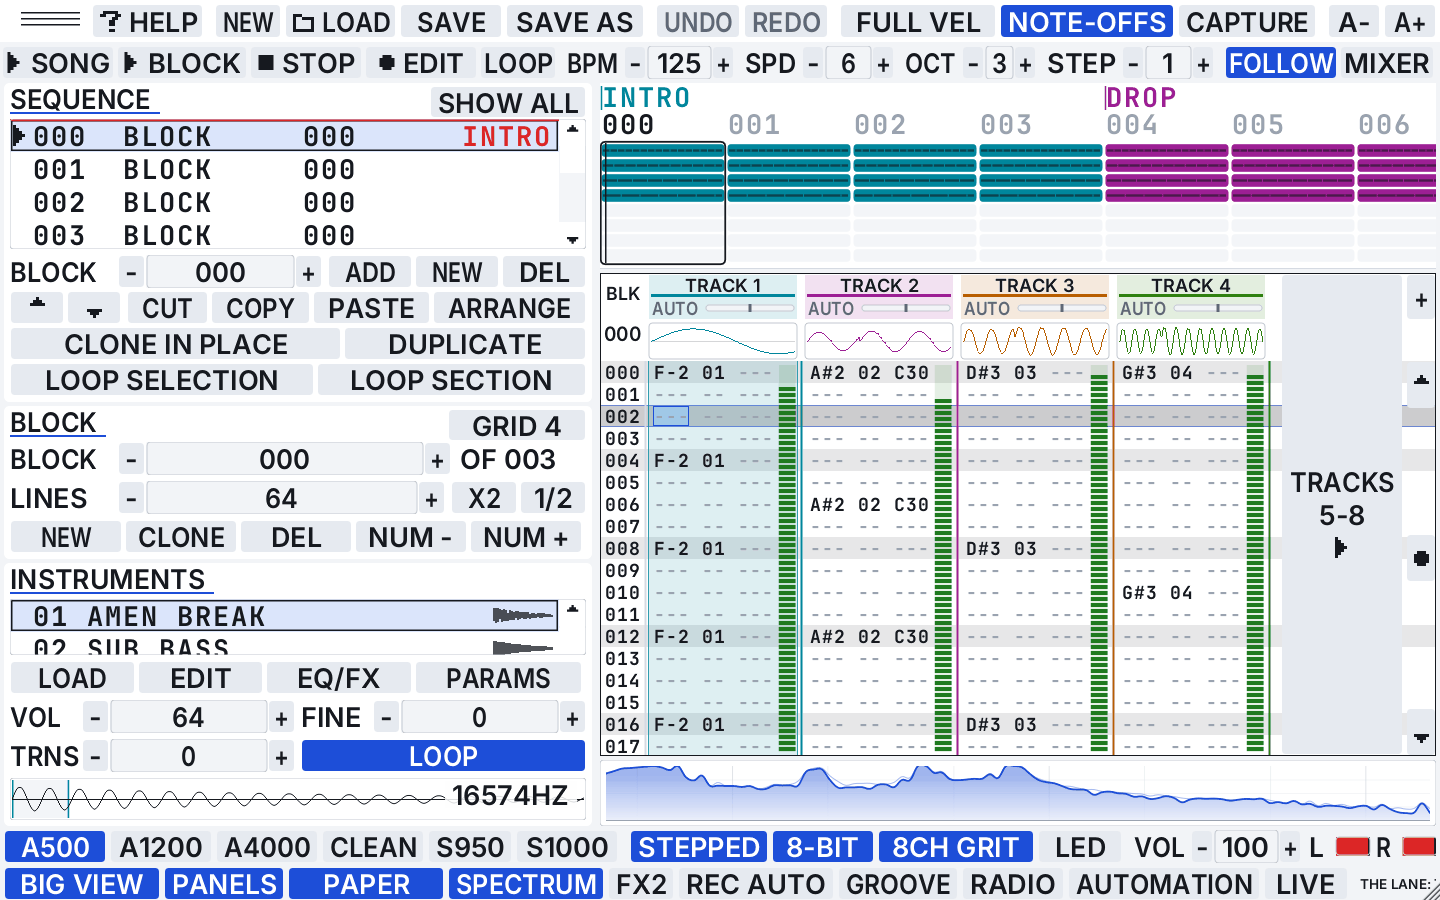 HELP NEW LOAD SAVE SAVE AS UNDO REDO FULL VEL NOTE-OFFS CAPTURE A- A+
SONG BLOCK STOP EDIT LOOP BPM - 125 + SPD - 6 + OCT - 3 + STEP - 1 + FOLLOW MIXER
SEQUENCE SHOW ALL
000 BLOCK 000 INTRO
001 BLOCK 000
002 BLOCK 000
003 BLOCK 000
BLOCK - 000 + ADD NEW DEL
CUT COPY PASTE ARRANGE
CLONE IN PLACE DUPLICATE
LOOP SELECTION LOOP SECTION
BLOCK GRID 4
BLOCK - 000 + OF 003
LINES - 64 + X2 1/2
NEW CLONE DEL NUM - NUM +
INSTRUMENTS
01 AMEN BREAK
02 SUB BASS
LOAD EDIT EQ/FX PARAMS
VOL - 64 + FINE - 0 +
TRNS - 0 + LOOP
16574HZ
INTRO DROP
000 001 002 003 004 005 006
BLK TRACK 1 TRACK 2 TRACK 3 TRACK 4 +
AUTO AUTO AUTO AUTO
000
000 F-2 01 --- A#2 02 C30 D#3 03 --- G#3 04 ---
001 --- -- --- --- -- --- --- -- --- --- -- ---
002 --- -- --- --- -- --- --- -- --- --- -- ---
003 --- -- --- --- -- --- --- -- --- --- -- ---
004 F-2 01 --- --- -- --- --- -- --- --- -- ---
005 --- -- --- --- -- --- --- -- --- --- -- ---
006 --- -- --- A#2 02 C30 --- -- --- --- -- ---
007 --- -- --- --- -- --- --- -- --- --- -- ---
008 F-2 01 --- --- -- --- D#3 03 --- --- -- ---
009 --- -- --- --- -- --- --- -- --- --- -- ---
010 --- -- --- --- -- --- --- -- --- G#3 04 ---
011 --- -- --- --- -- --- --- -- --- --- -- ---
012 F-2 01 --- A#2 02 C30 --- -- --- --- -- ---
013 --- -- --- --- -- --- --- -- --- --- -- ---
014 --- -- --- --- -- --- --- -- --- --- -- ---
015 --- -- --- --- -- --- --- -- --- --- -- ---
016 F-2 01 --- --- -- --- D#3 03 --- --- -- ---
017 --- -- --- --- -- --- --- -- --- --- -- ---
TRACKS
5-8
A500 A1200 A4000 CLEAN S950 S1000 STEPPED 8-BIT 8CH GRIT LED VOL - 100 + L R
BIG VIEW PANELS PAPER SPECTRUM FX2 REC AUTO GROOVE RADIO AUTOMATION LIVE THE LANE: